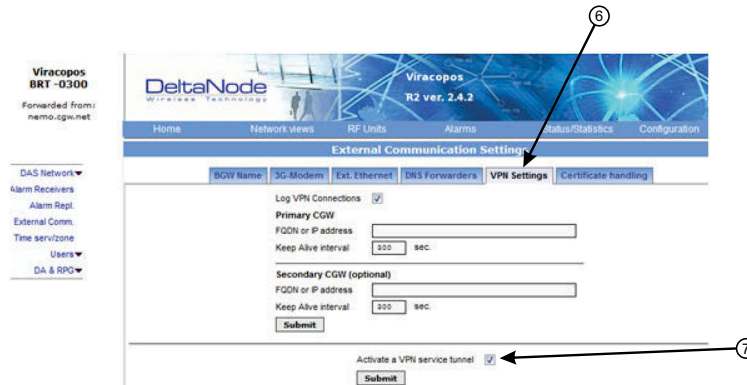 6
Viracopos
BRT -0300
Forwarded from:
nemo.cgw.net
DeltaNode
Wireless Technology
Viracopos
R2 ver. 2.4.2
Home Network views RF Units Alarms Status/Statistics Configuration
External Communication Settings
BGW Name 3G-Modem Ext. Ethernet DNS Forwarders VPN Settings Certificate handling
DAS Network
Alarm Receivers
Alarm Repl.
External Comm.
Time serv/zone
Users
DA & RPG
Log VPN Connections
Primary CGW
FQDN or IP address
Keep Alive interval 300 sec.
Secondary CGW (optional)
FQDN or IP address
Keep Alive interval 300 sec.
Submit
Activate a VPN service tunnel
7
Submit